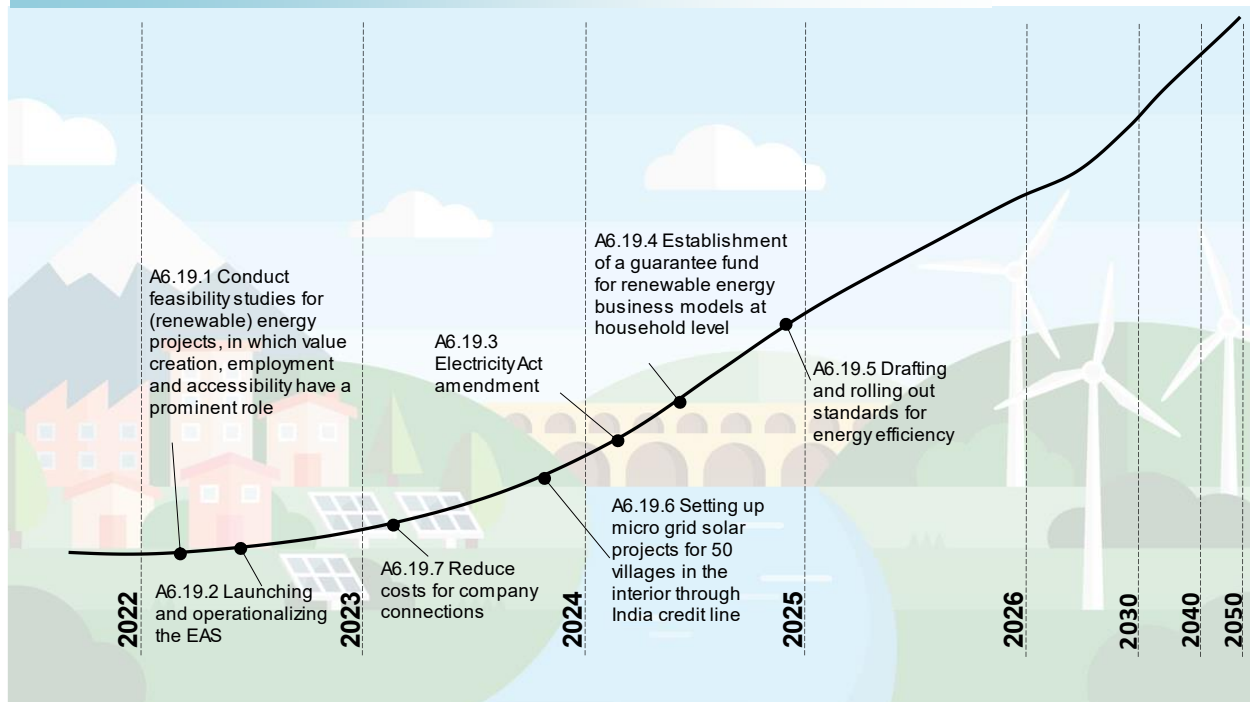 A6.19.1 Conduct
feasibility studies for
(renewable) energy
projects, in which value
creation, employment
and accessibility have a
prominent role
A6.19.2 Launching
and operationalizing
the EAS
A6.19.7 Reduce
costs for company
connections
A6.19.3
Electricity Act
amendment
A6.19.6 Setting up
micro grid solar
projects for 50
villages in the
interior through
India credit line
A6.19.4 Establishment
of a guarantee fund
for renewable energy
business models at
household level
A6.19.5 Drafting
and rolling out
standards for
energy efficiency
2022
2023
2024
2025
2026
2030
2040
2050